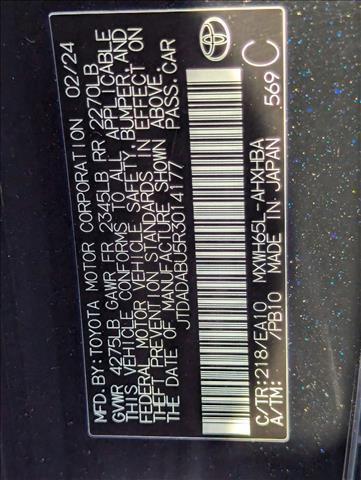 MFD.BY:TOYOTA MOTOR CORPORATION 02/24
GVWR 4275LB GAWR FR 2345LB RR 2270LB
THIS VEHICLE CONFORMS TO ALL APPLICABLE
FEDERAL MOTOR VEHICLE SAFETY, BUMPER, AND
THEFT PREVENTION STANDARDS IN EFFECT ON
THE DATE OF MANUFACTURE SHOWN ABOVE.
JTDADABU5R3014177 PASS.CAR
C/TR:218/EA10 MXWH65L-AHXHBA
A/TM: /PB10 MADE IN JAPAN 569
C
TOYOTA